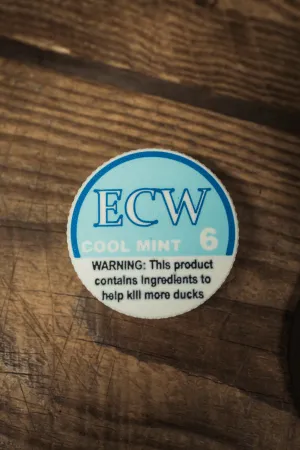 ECW
COOL MINT 6
WARNING: This product
contains ingredients to
help kill more ducks